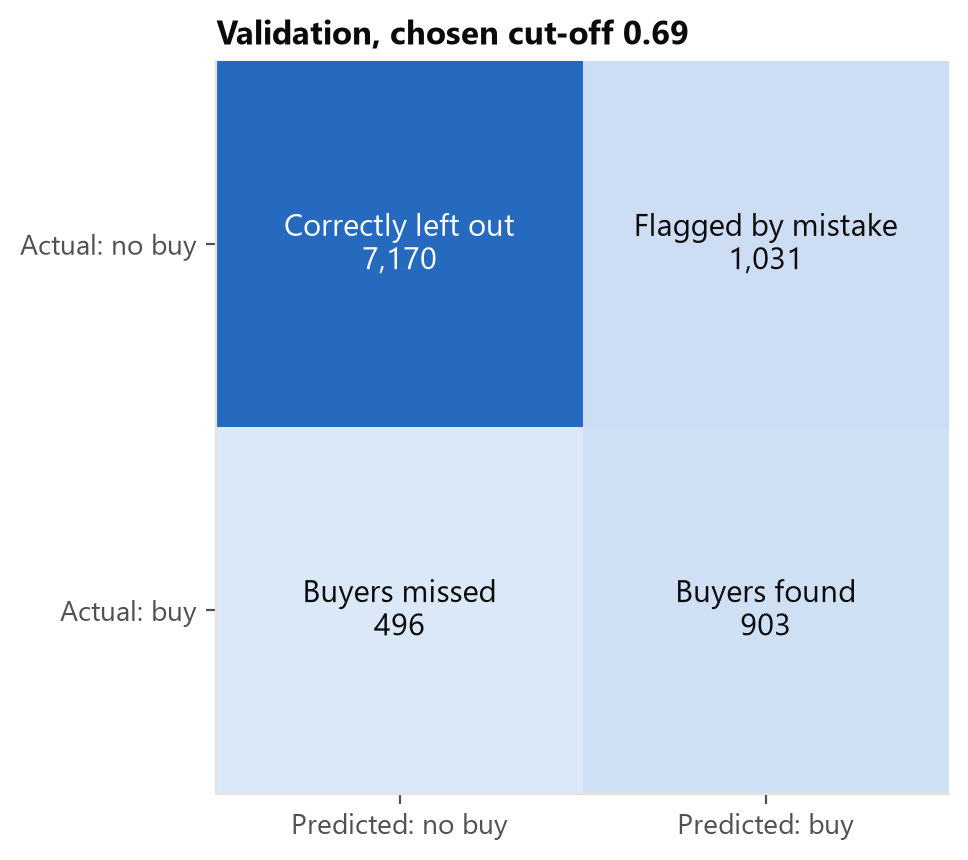 Validation, chosen cut-off 0.69
Actual: no buy
Correctly left out
7,170
Flagged by mistake
1,031
Actual: buy
Buyers missed
496
Buyers found
903
Predicted: no buy
Predicted: buy